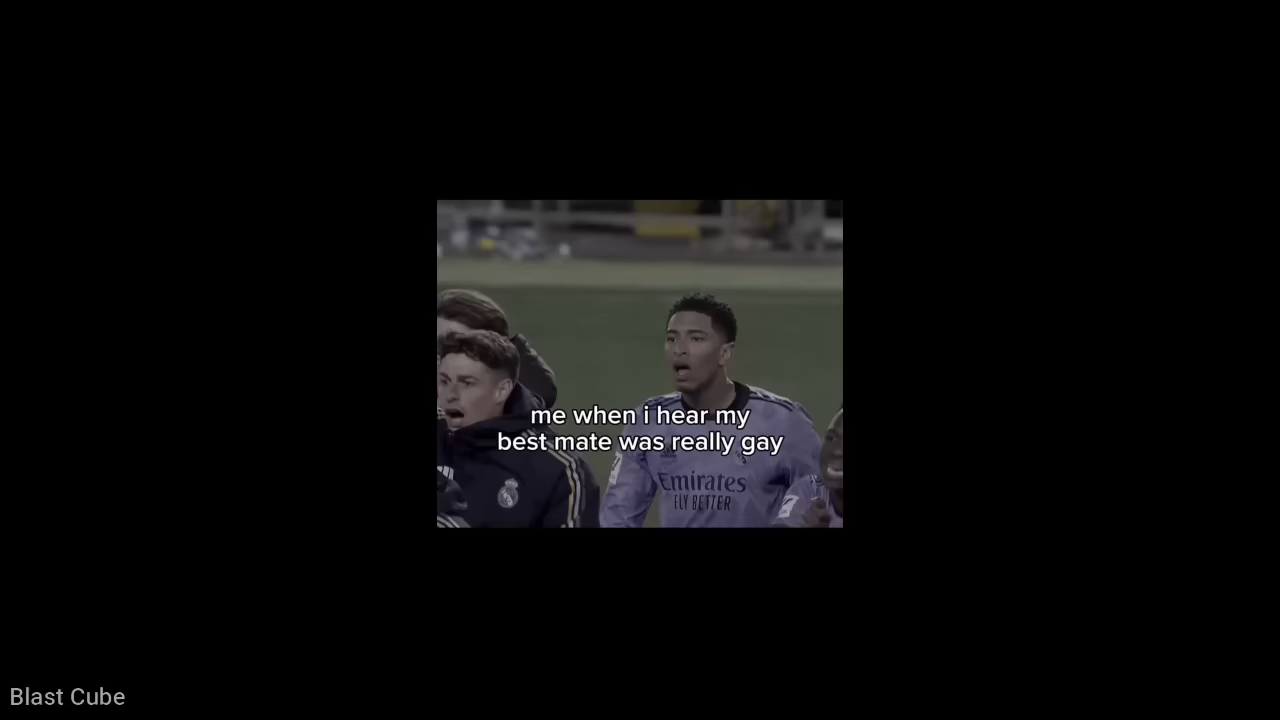 me when i hear my
best mate was really gay
Emirates
FLY BETTER
Blast Cube